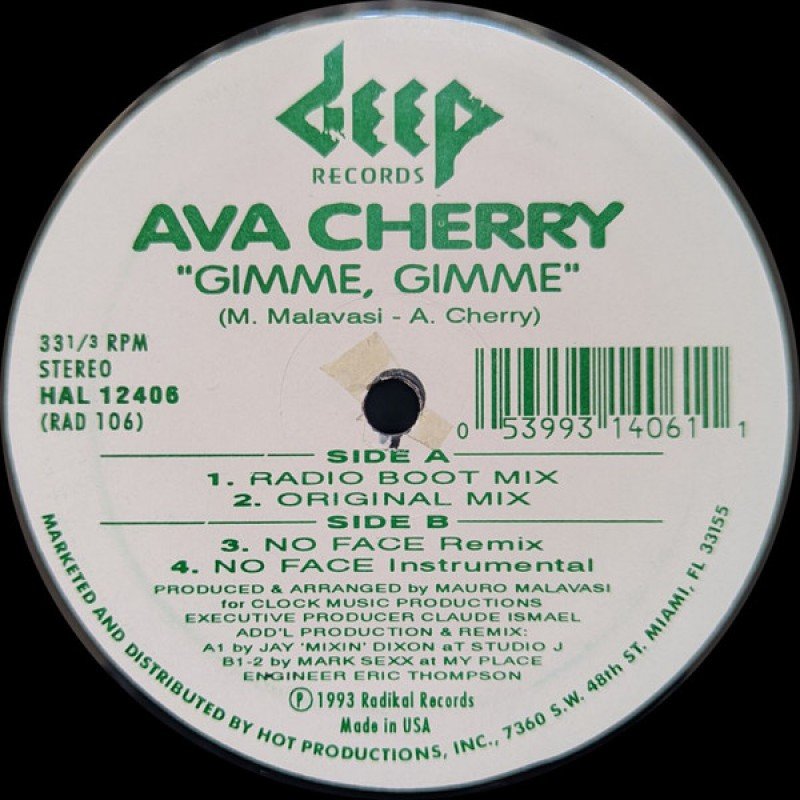 deep
RECORDS
AVA CHERRY
"GIMME, GIMME"
(M. Malavasi - A. Cherry)
33 1/3 RPM
STEREO
HAL 12406
(RAD 106)
0 53993 14061 1
SIDE A
1. RADIO BOOT MIX
2. ORIGINAL MIX
SIDE B
3. NO FACE Remix
4. NO FACE Instrumental
PRODUCED & ARRANGED by MAURO MALAVASI
for CLOCK MUSIC PRODUCTIONS
EXECUTIVE PRODUCER CLAUDE ISMAEL
ADD'L PRODUCTION & REMIX:
A1 by JAY 'MIXIN' DIXON aT STUDIO J
B1-2 by MARK SEXX at MY PLACE
ENGINEER ERIC THOMPSON
Ⓟ 1993 Radikal Records
Made in USA
MARKETED AND DISTRIBUTED BY HOT PRODUCTIONS, INC., 7360 S.W. 48th ST. MIAMI, FL 33155